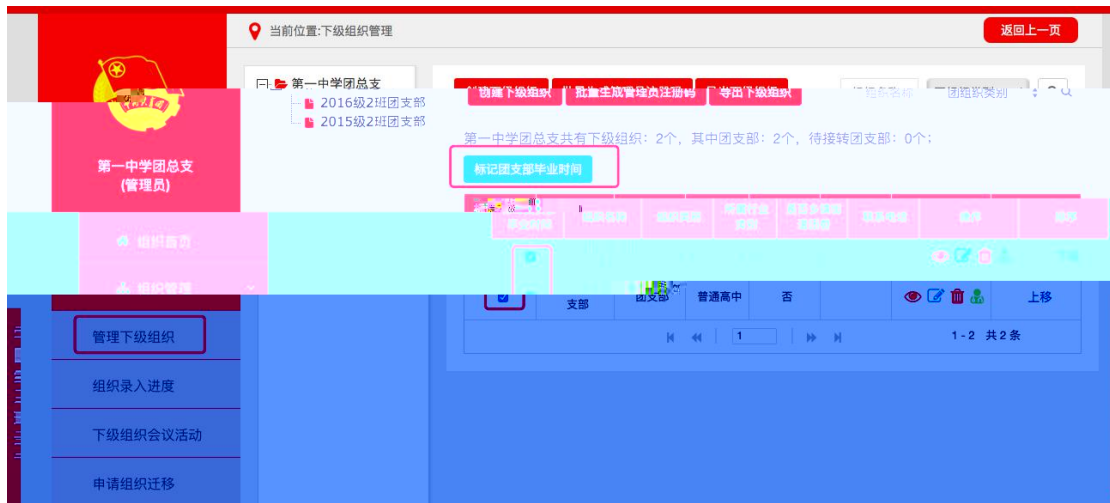 当前位置:下级组织管理
返回上一页
第一中学团总支
(管理员)
组织首页
组织管理
管理下级组织
组织录入进度
下级组织会议活动
申请组织迁移
第一中学团总支
2016级2班团支部
2015级2班团支部
创建下级组织 批量生成管理员注册码 导出下级组织
团组织类别
第一中学团总支共有下级组织：2个，其中团支部：2个，待接转团支部：0个；
标记团支部毕业时间
支部 团支部 普通高中 否 上移
1
1-2 共2条